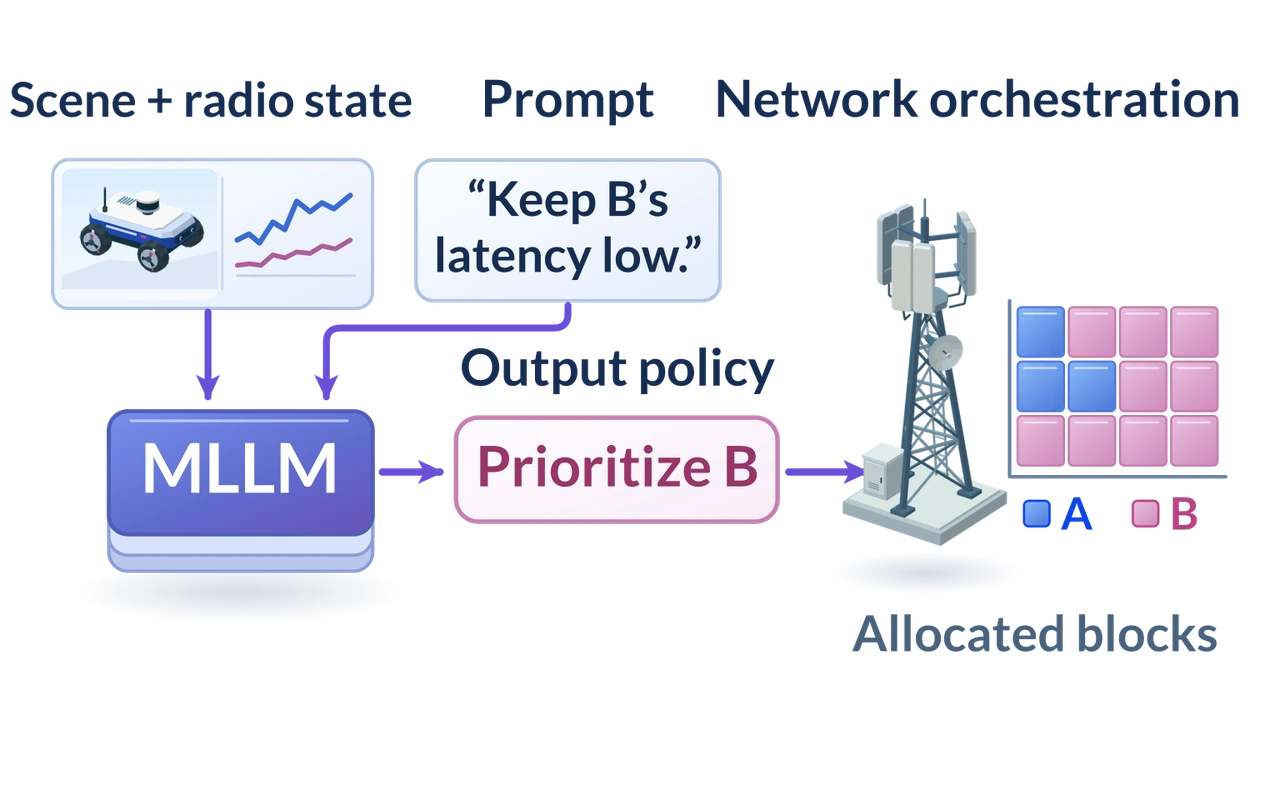 Scene + radio state
Prompt
Network orchestration
“Keep B’s
latency low.”
Output policy
MLLM
Prioritize B
A
B
Allocated blocks